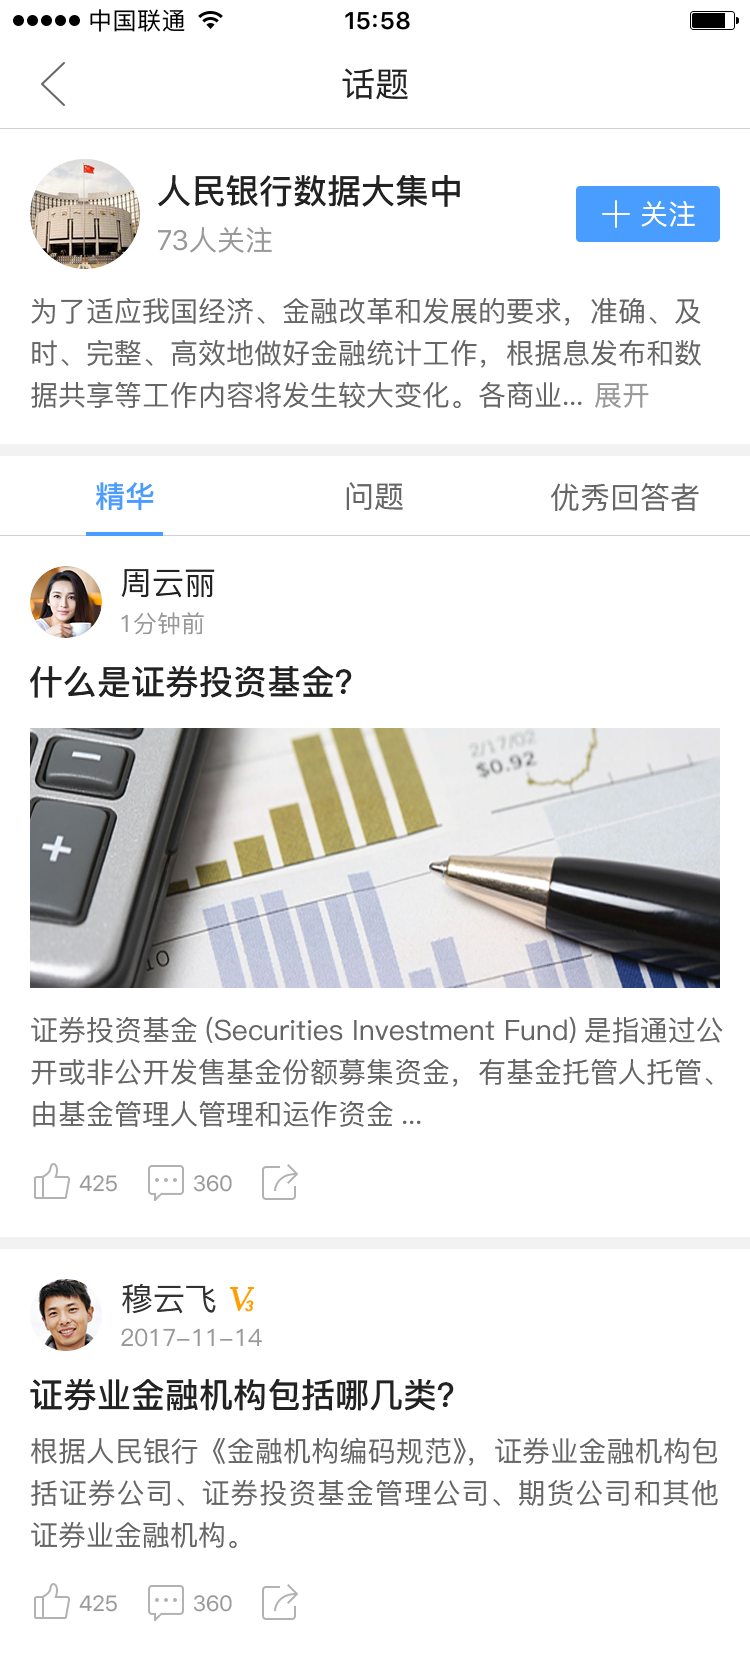 中国联通
15:58
话题
人民银行数据大集中
73人关注
关注
为了适应我国经济、金融改革和发展的要求，准确、及
时、完整、高效地做好金融统计工作，根据息发布和数
据共享等工作内容将发生较大变化。各商业... 展开
精华
问题
优秀回答者
周云丽
1分钟前
什么是证券投资基金?
2/17/02
$0.92
10
证券投资基金 (Securities Investment Fund) 是指通过公
开或非公开发售基金份额募集资金，有基金托管人托管、
由基金管理人管理和运作资金 ...
425
360
穆云飞 V3
2017-11-14
证券业金融机构包括哪几类?
根据人民银行《金融机构编码规范》，证券业金融机构包
括证券公司、证券投资基金管理公司、期货公司和其他
证券业金融机构。
425
360